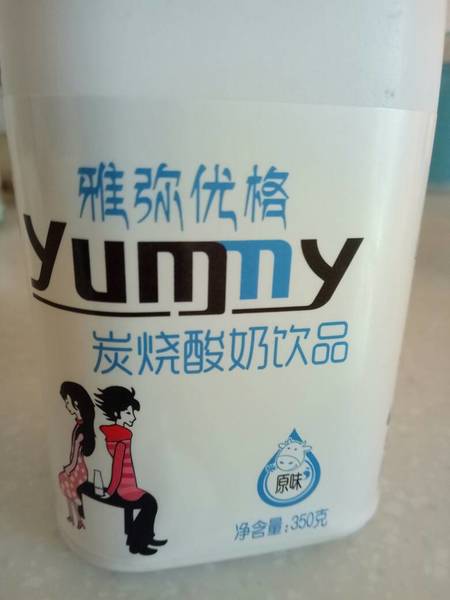 雅弥优格
yummy
炭烧酸奶饮品
原味
净含量:350克